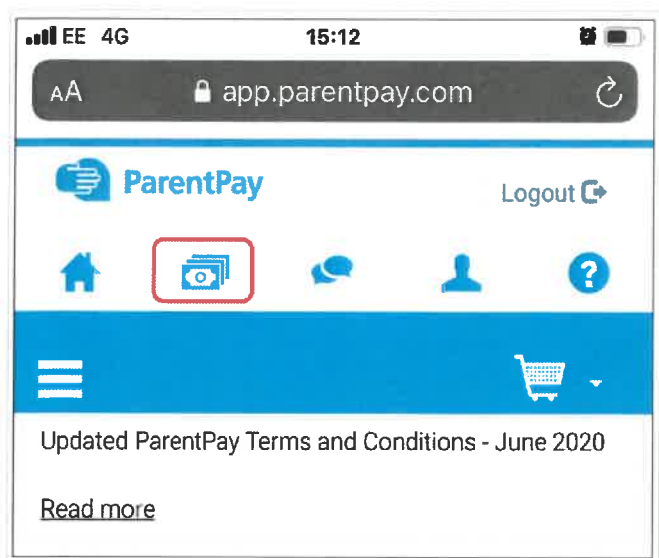 EE 4G 15:12
AA app.parentpay.com
ParentPay Logout
?
Updated ParentPay Terms and Conditions - June 2020
Read more